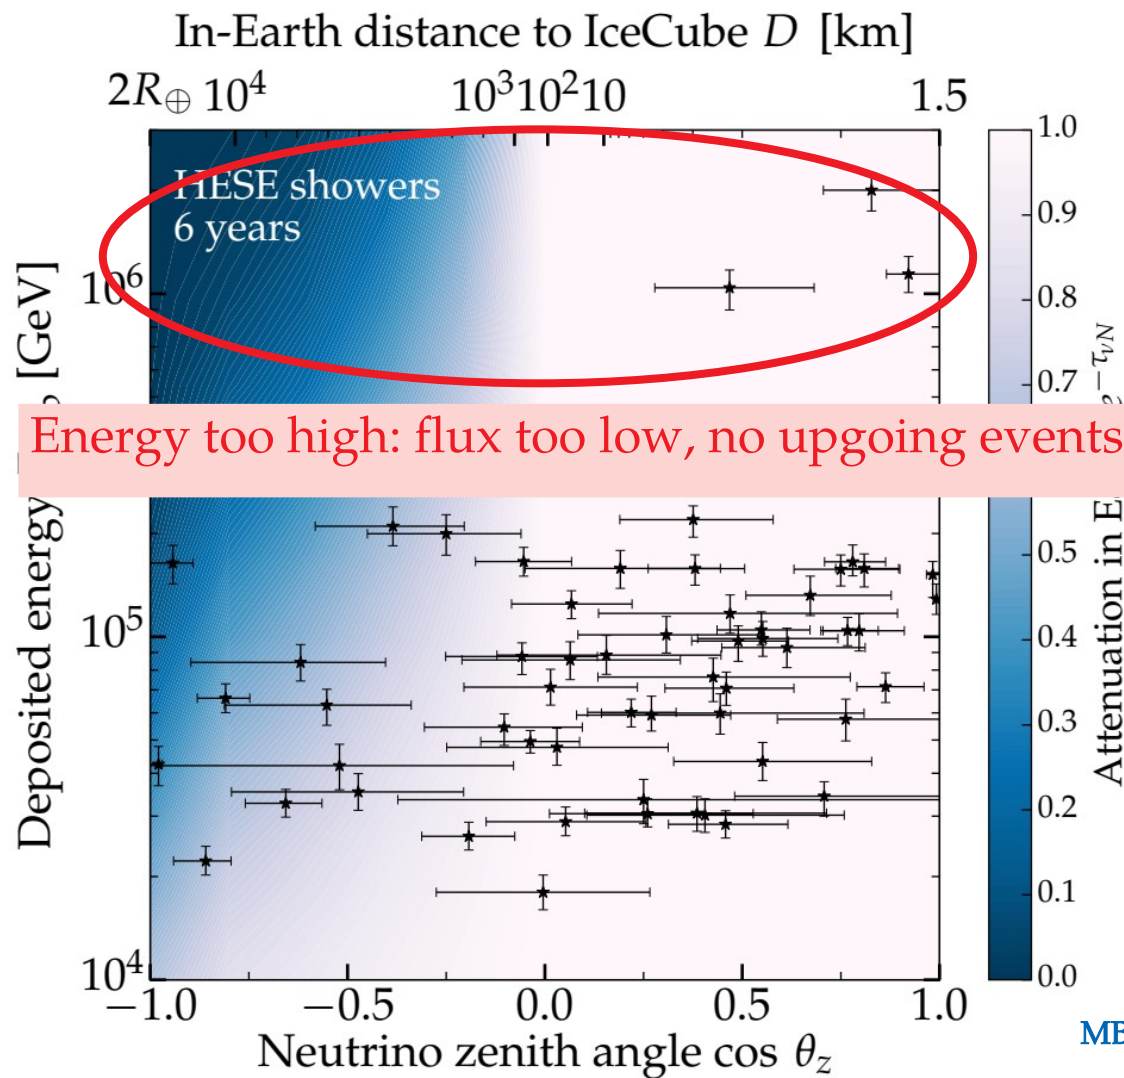 In-Earth distance to IceCube D [km]
2R⊕ 10⁴ 10³10²10 1.5
HESE showers
6 years
Energy too high: flux too low, no upgoing events
Deposited energy [GeV]
10⁶
10⁵
10⁴
−1.0 −0.5 0.0 0.5 1.0
Neutrino zenith angle cos θz
1.0
0.9
0.8
0.7
0.5
0.4
0.3
0.2
0.1
0.0
Attenuation in e^−τνN
MB